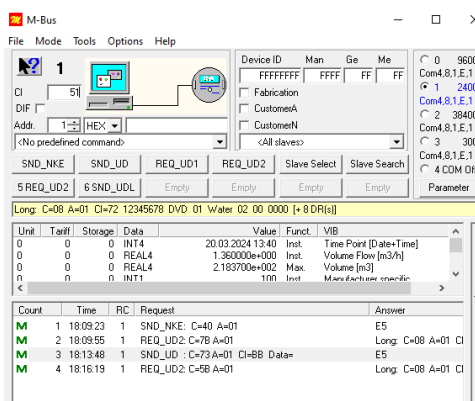 M-Bus
File Mode Tools Options Help
1
CI 51
DIF
Addr. 1 HEX
<No predefined command>
Device ID Man Ge Me
FFFFFFFF FFFF FF FF
Fabrication
CustomerA
CustomerN
<All slaves>
0 9600
Com4,8,1,E,1
1 2400
Com4,8,1,E,1
2 38400
Com4,8,1,E,1
3 300
Com4,8,1,E,1
4 COM Off
SND_NKE SND_UD REQ_UD1 REQ_UD2 Slave Select Slave Search
5 REQ_UD2 6 SND_UDL Empty Empty Empty Empty Parameter
Long: C=08 A=01 CI=72 12345678 DVD 01 Water 02 00 0000 [+ 8 DR(s)]
Unit Tariff Storage Data Value Funct. VIB
0 0 0 INT4 20.03.2024 13:40 Inst. Time Point [Date+Time]
0 0 0 REAL4 1.360000e+000 Inst. Volume Flow [m3/h]
0 0 0 REAL4 2.183700e+002 Max. Volume [m3]
0 0 0 INT1 100 Inst. Manufacturer specific
Count Time RC Request Answer
M 1 18:09:23 1 SND_NKE: C=40 A=01 E5
M 2 18:09:55 1 REQ_UD2: C=7B A=01 Long: C=08 A=01 CI
M 3 18:13:48 1 SND_UD : C=73 A=01 CI=BB Data= E5
M 4 18:16:19 1 REQ_UD2: C=5B A=01 Long: C=08 A=01 CI